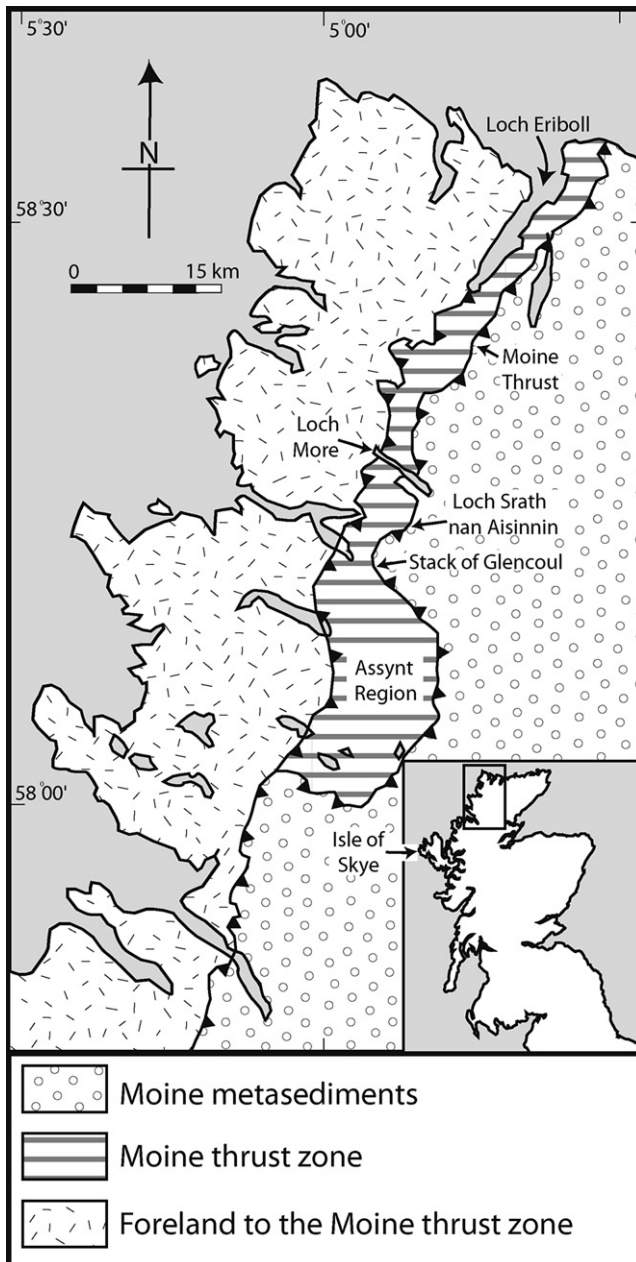 5°30'
5°00'
Loch Eriboll
N
58°30'
0
15 km
Moine
Thrust
Loch
More
Loch Srath
nan Aisinnin
Stack of Glencoul
Assynt
Region
58°00'
Isle of
Skye
Moine metasediments
Moine thrust zone
Foreland to the Moine thrust zone